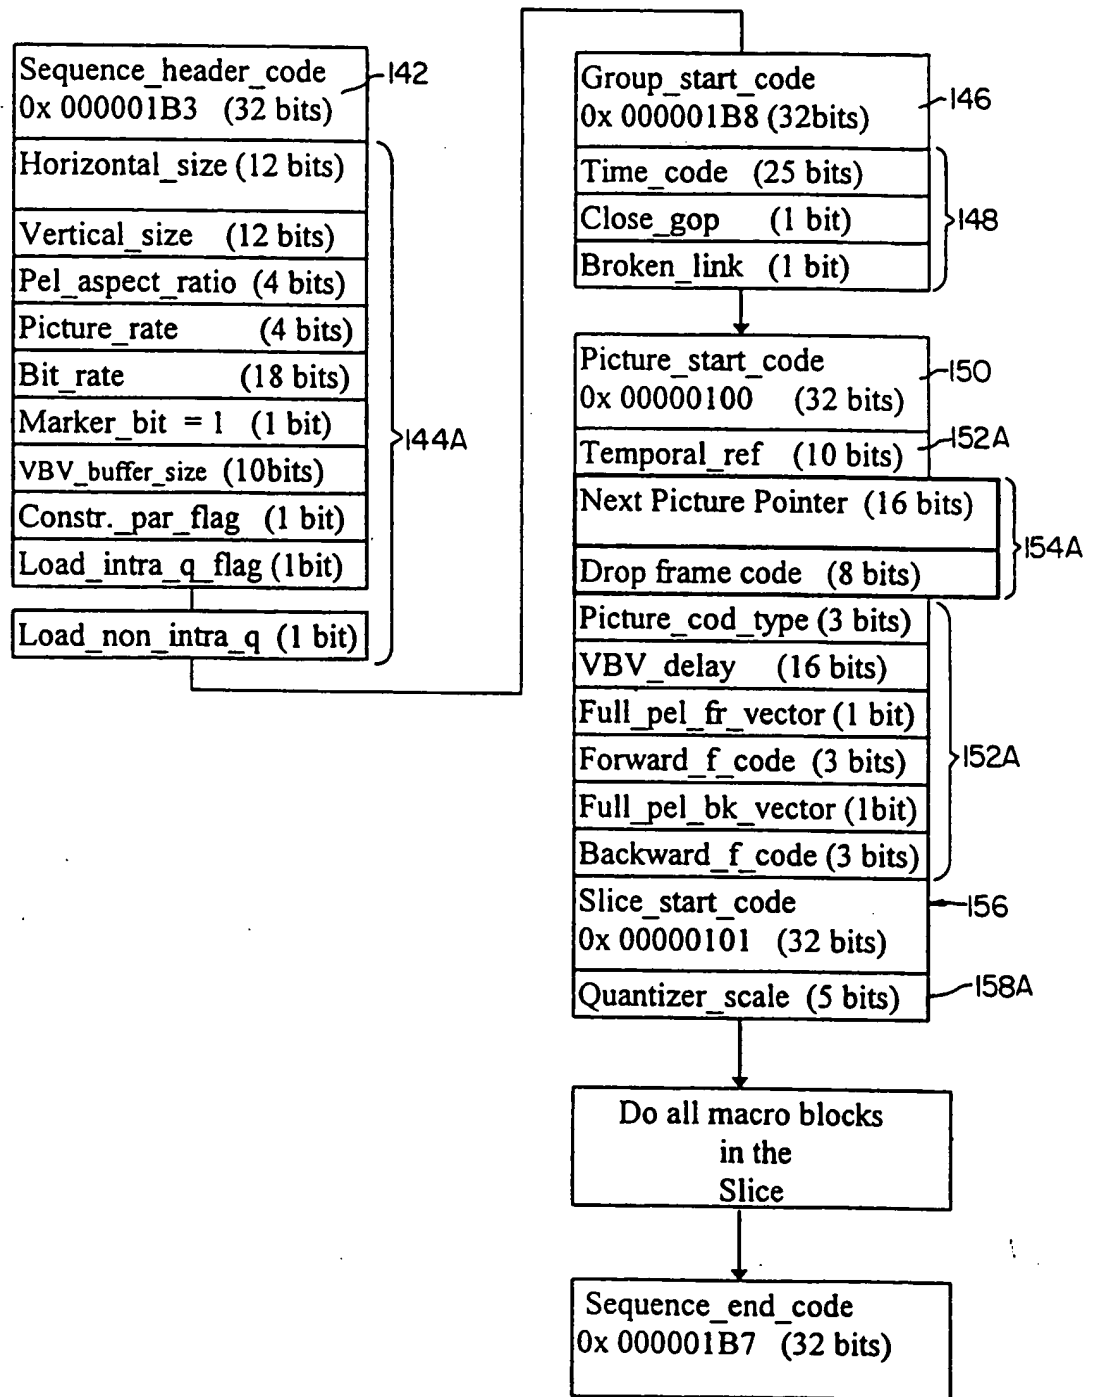 Sequence_header_code
0x 000001B3 (32 bits)
142
Horizontal_size (12 bits)
Vertical_size (12 bits)
Pel_aspect_ratio (4 bits)
Picture_rate (4 bits)
Bit_rate (18 bits)
Marker_bit = 1 (1 bit)
VBV_buffer_size (10bits)
Constr._par_flag (1 bit)
Load_intra_q_flag (1bit)
Load_non_intra_q (1 bit)
144A
Group_start_code
0x 000001B8 (32bits)
146
Time_code (25 bits)
Close_gop (1 bit)
Broken_link (1 bit)
148
Picture_start_code
0x 00000100 (32 bits)
150
152A
Temporal_ref (10 bits)
Next Picture Pointer (16 bits)
Drop frame code (8 bits)
154A
Picture_cod_type (3 bits)
VBV_delay (16 bits)
Full_pel_fr_vector (1 bit)
Forward_f_code (3 bits)
Full_pel_bk_vector (1bit)
Backward_f_code (3 bits)
152A
Slice_start_code
0x 00000101 (32 bits)
156
Quantizer_scale (5 bits)
158A
Do all macro blocks
in the
Slice
Sequence_end_code
0x 000001B7 (32 bits)